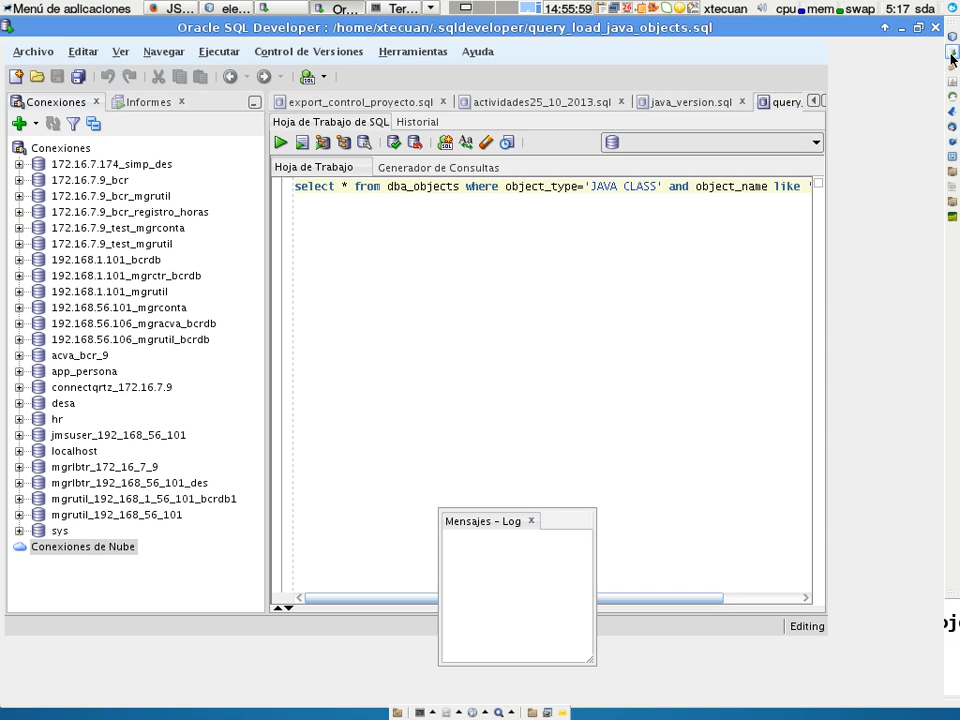 Menú de aplicaciones JS... ele... Or... Ter... 14:55:59 xtecuan cpu mem swap 5:17 sda
Oracle SQL Developer : /home/xtecuan/.sqldeveloper/query_load_java_objects.sql
Archivo Editar Ver Navegar Ejecutar Control de Versiones Herramientas Ayuda
Conexiones Informes export_control_proyecto.sql actividades25_10_2013.sql java_version.sql query.
Hoja de Trabajo de SQL Historial
Hoja de Trabajo Generador de Consultas
select * from dba_objects where object_type='JAVA CLASS' and object_name like '
Conexiones
172.16.7.174_simp_des
172.16.7.9_bcr
172.16.7.9_bcr_mgrutil
172.16.7.9_bcr_registro_horas
172.16.7.9_test_mgrconta
172.16.7.9_test_mgrutil
192.168.1.101_bcrdb
192.168.1.101_mgrctr_bcrdb
192.168.1.101_mgrutil
192.168.56.101_mgrconta
192.168.56.106_mgracva_bcrdb
192.168.56.106_mgrutil_bcrdb
acva_bcr_9
app_persona
connectqrtz_172.16.7.9
desa
hr
jmsuser_192_168_56_101
localhost
mgrlbtr_172_16_7_9
mgrlbtr_192_168_56_101_des
mgrutil_192_168_1_56_101_bcrdb1
mgrutil_192_168_56_101
sys
Conexiones de Nube
Mensajes - Log
Editing